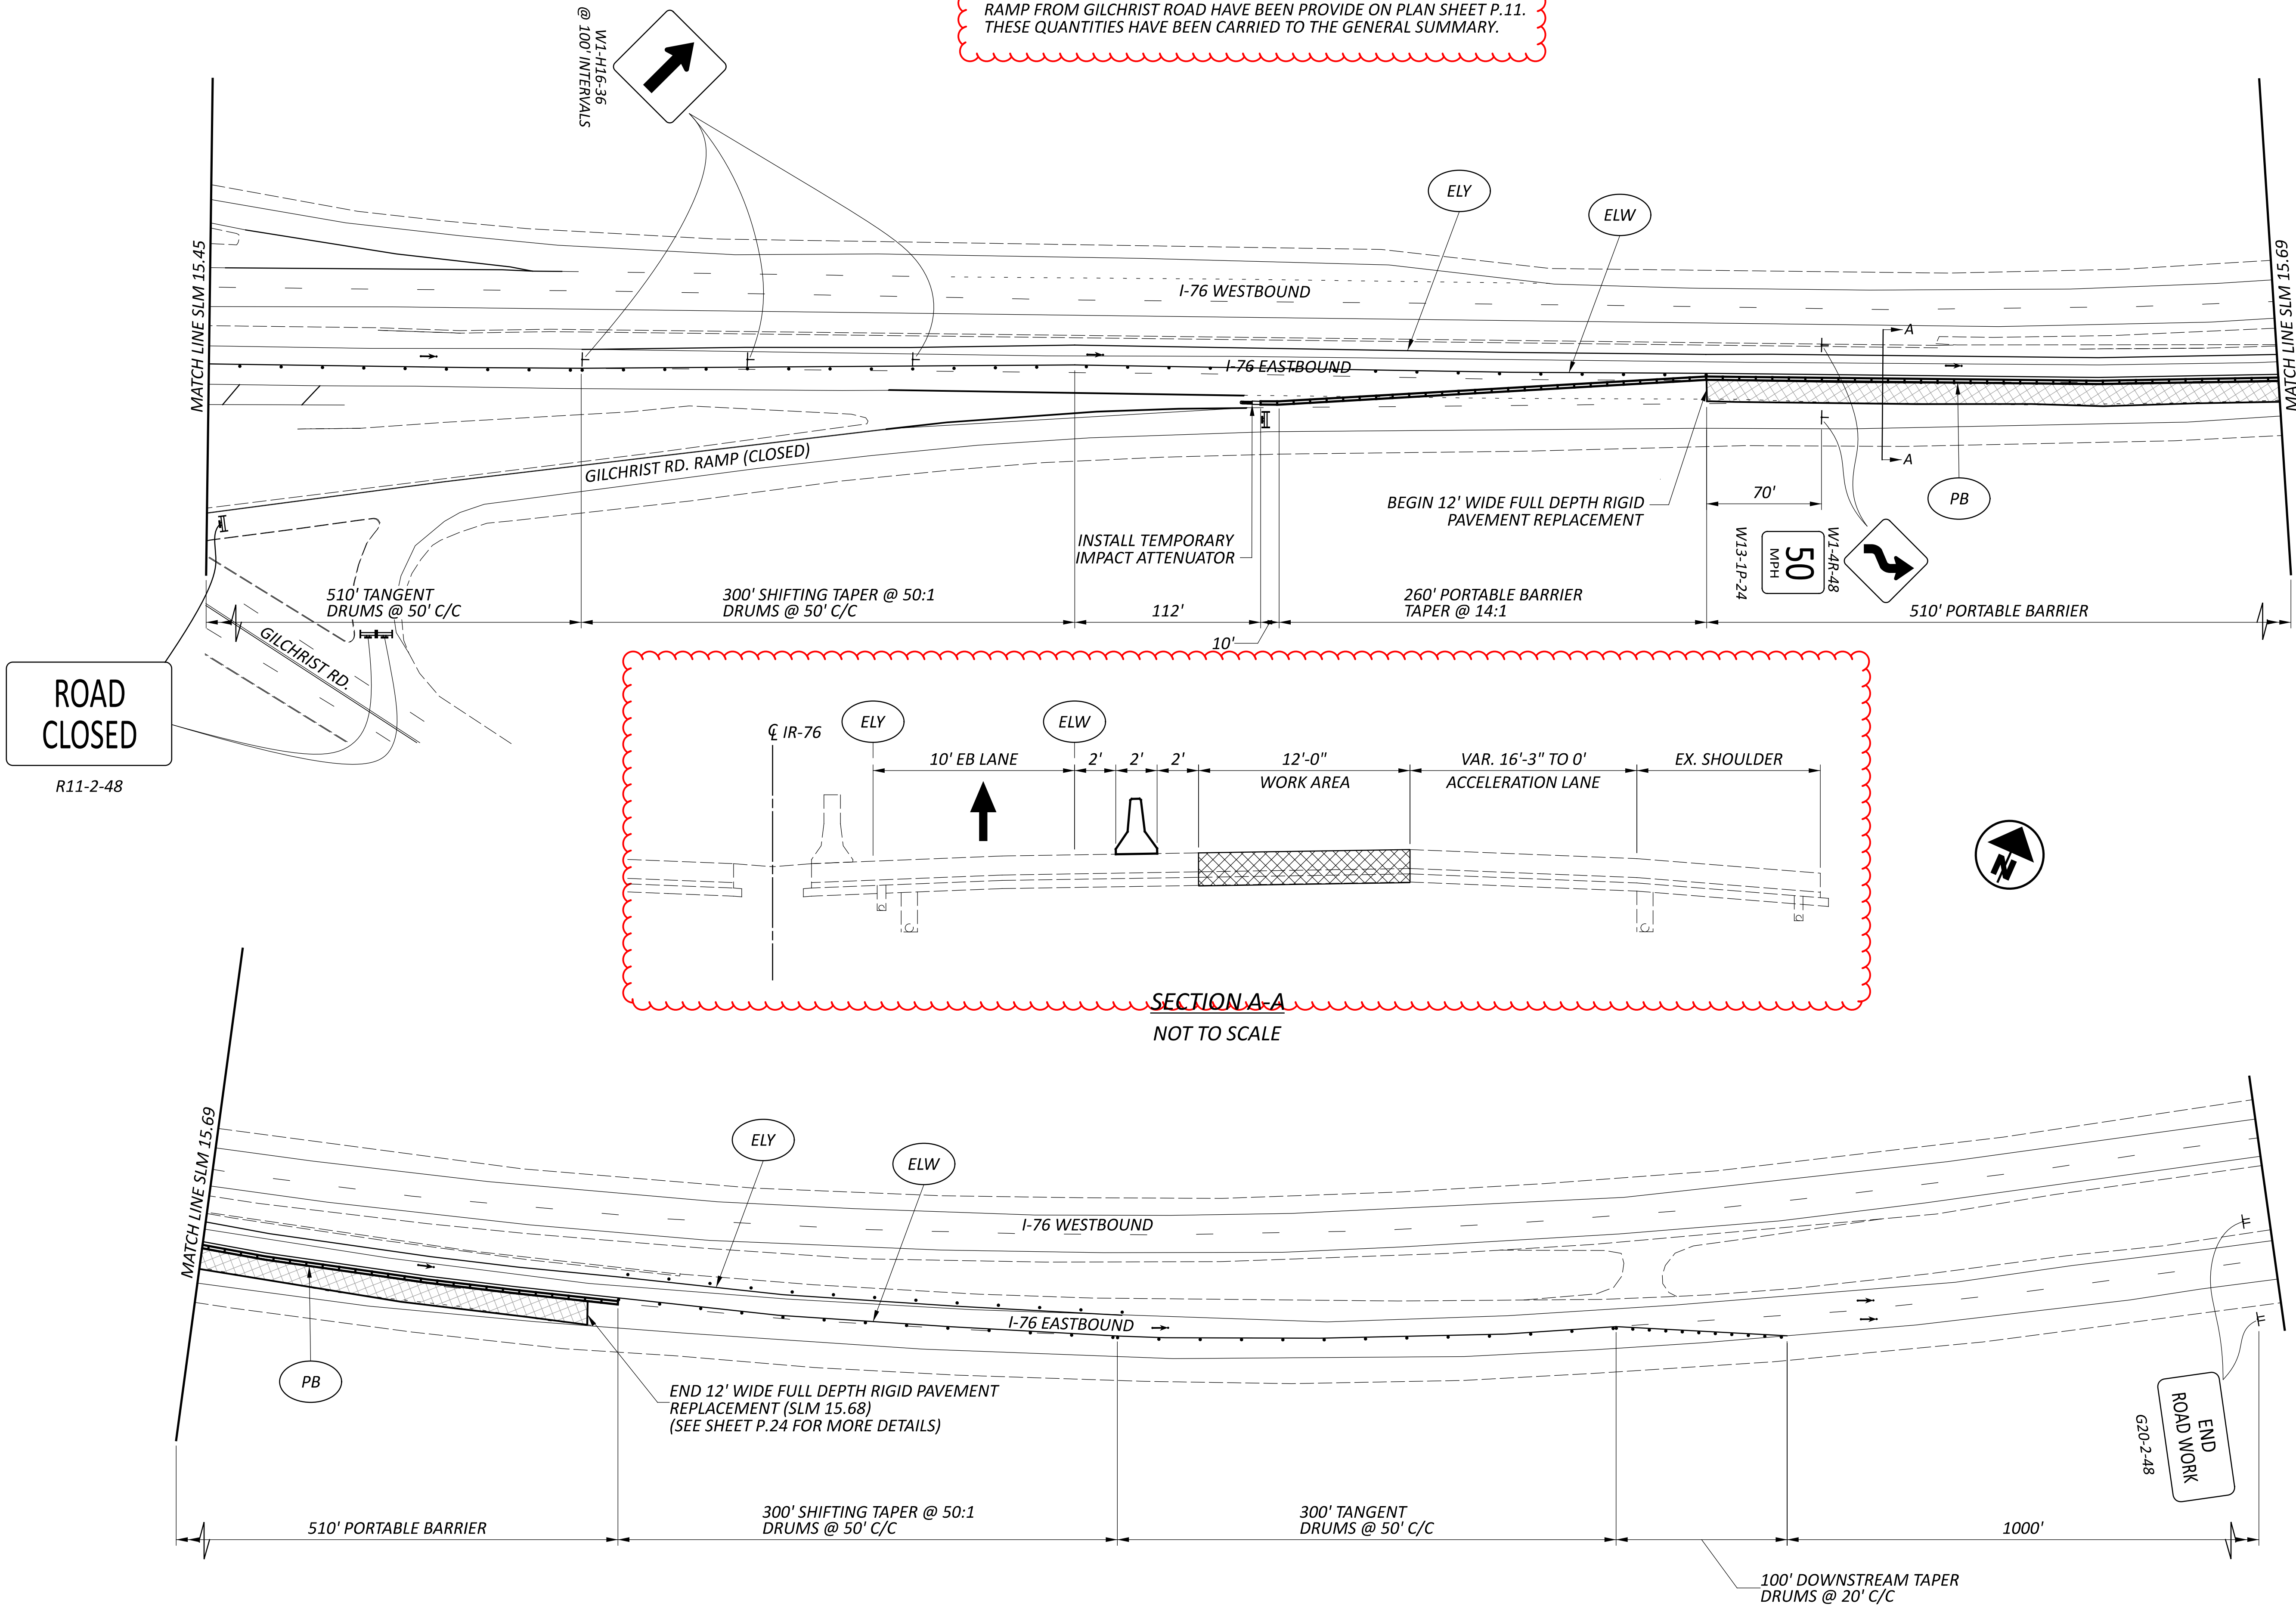 RAMP FROM GILCHRIST ROAD HAVE BEEN PROVIDE ON PLAN SHEET P.11.
THESE QUANTITIES HAVE BEEN CARRIED TO THE GENERAL SUMMARY.
W1-H16-36
@ 100' INTERVALS
ELY
ELW
MATCH LINE SLM 15.45
I-76 WESTBOUND
MATCH LINE SLM 15.69
A
I-76 EASTBOUND
A
GILCHRIST RD. RAMP (CLOSED)
BEGIN 12' WIDE FULL DEPTH RIGID
PAVEMENT REPLACEMENT
70'
PB
INSTALL TEMPORARY
IMPACT ATTENUATOR
W13-1P-24
50
MPH
W1-4R-48
510' TANGENT
DRUMS @ 50' C/C
300' SHIFTING TAPER @ 50:1
DRUMS @ 50' C/C
112'
10'
260' PORTABLE BARRIER
TAPER @ 14:1
510' PORTABLE BARRIER
GILCHRIST RD.
ROAD
CLOSED
R11-2-48
℄ IR-76
ELY
ELW
10' EB LANE
2'
2'
2'
12'-0"
WORK AREA
VAR. 16'-3" TO 0'
ACCELERATION LANE
EX. SHOULDER
N
SECTION A-A
NOT TO SCALE
MATCH LINE SLM 15.69
ELY
ELW
I-76 WESTBOUND
I-76 EASTBOUND
PB
END 12' WIDE FULL DEPTH RIGID PAVEMENT
REPLACEMENT (SLM 15.68)
(SEE SHEET P.24 FOR MORE DETAILS)
END
ROAD WORK
G20-2-48
510' PORTABLE BARRIER
300' SHIFTING TAPER @ 50:1
DRUMS @ 50' C/C
300' TANGENT
DRUMS @ 50' C/C
1000'
100' DOWNSTREAM TAPER
DRUMS @ 20' C/C